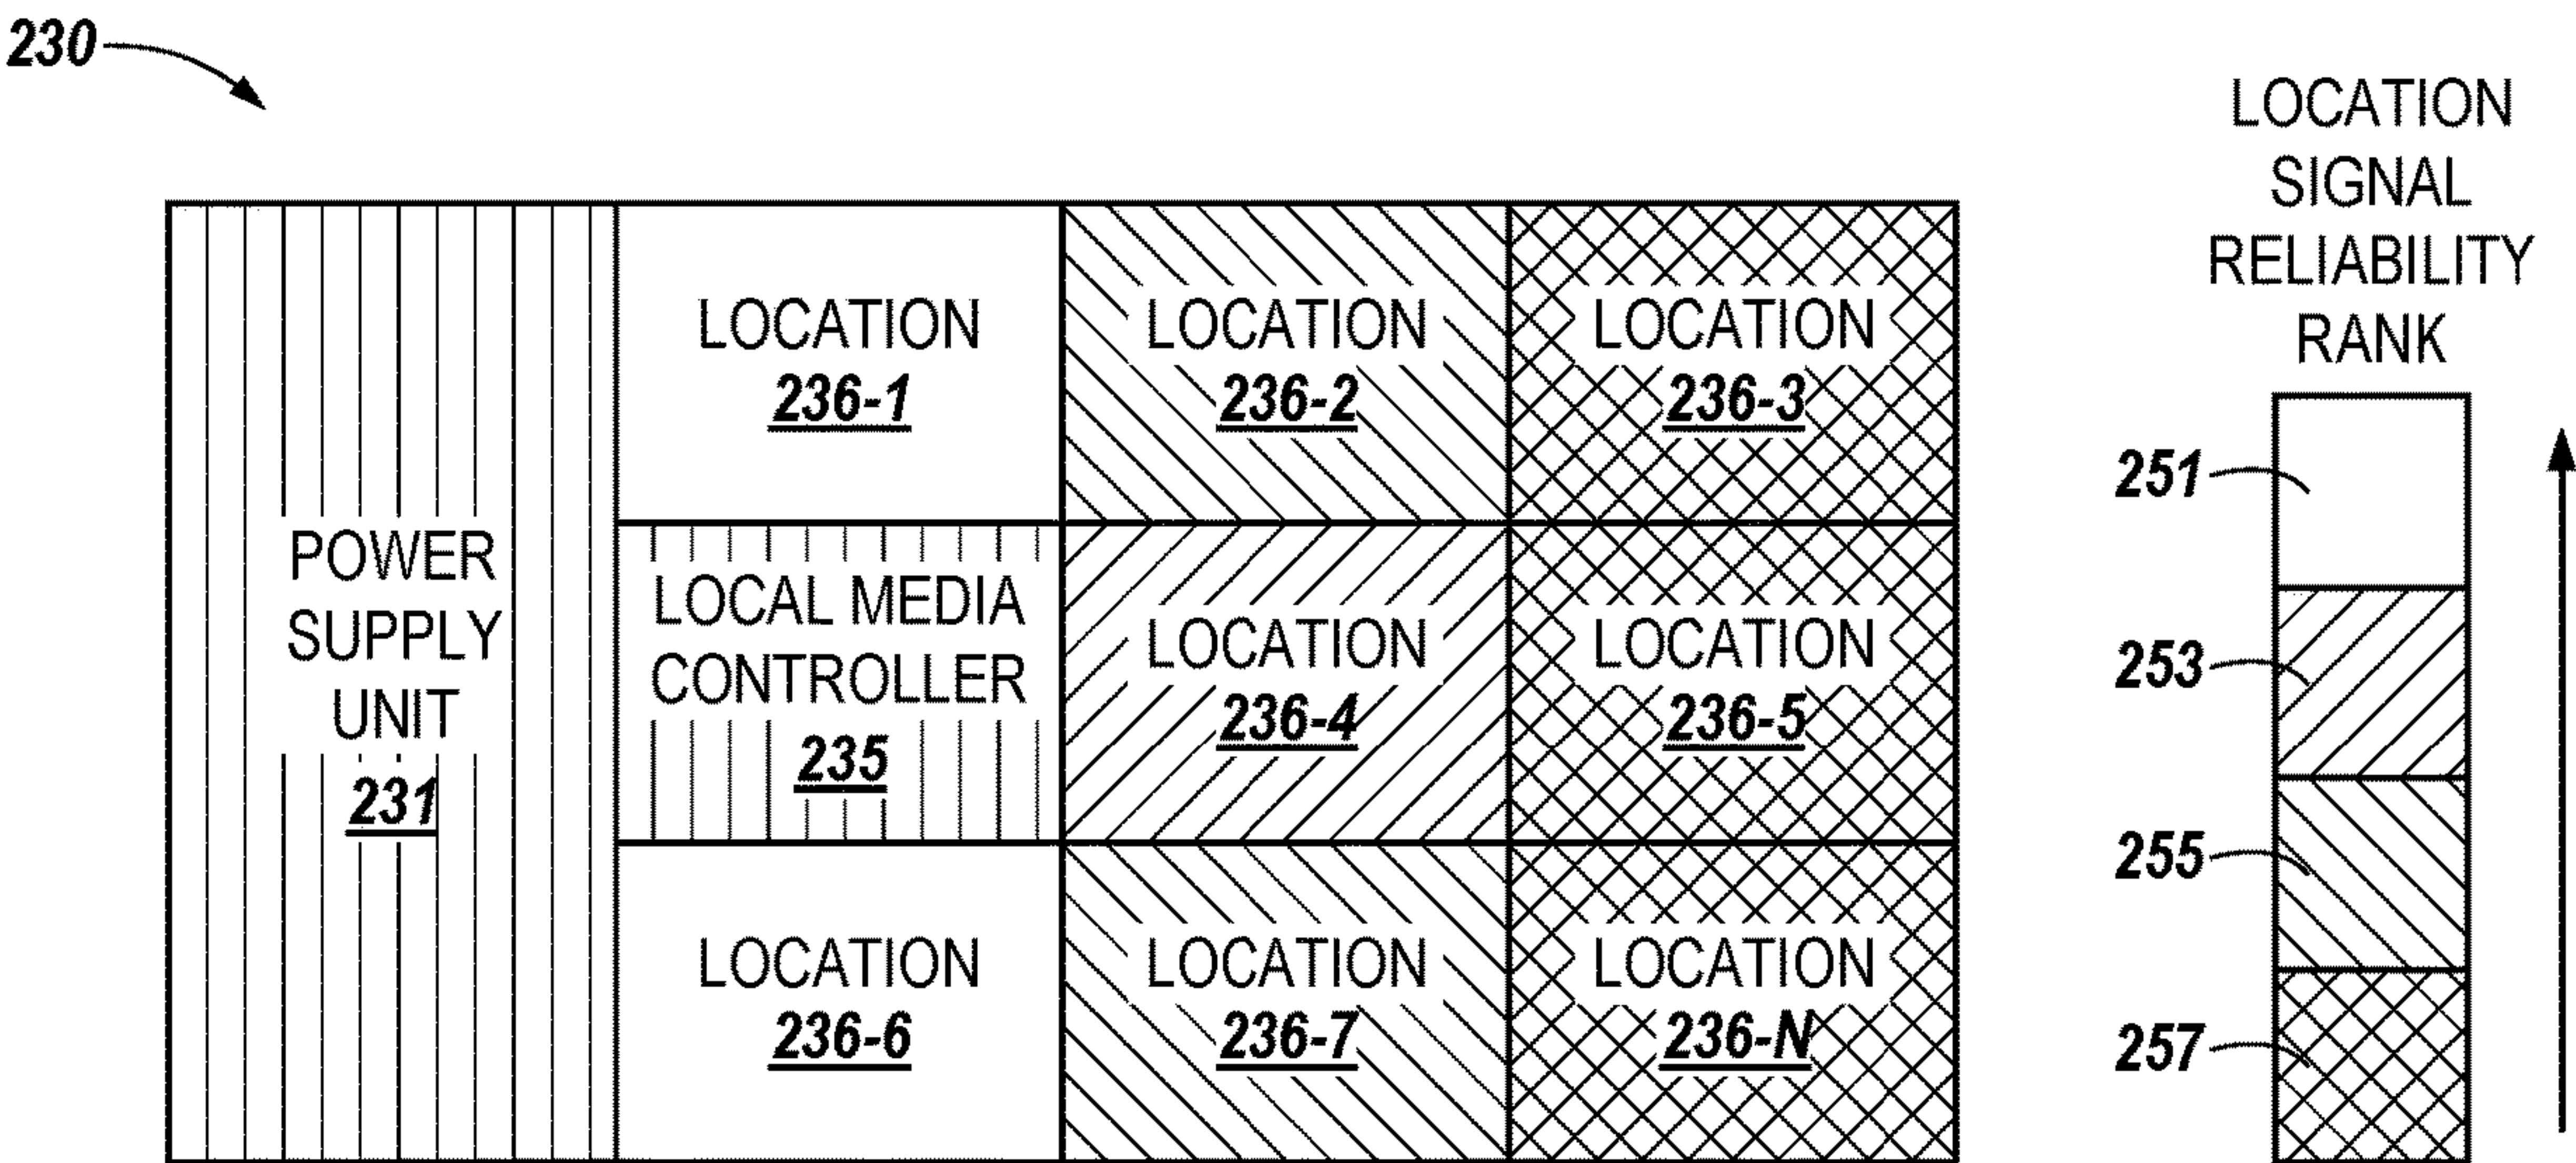 230
LOCATION
SIGNAL
RELIABILITY
RANK
LOCATION
236-1
LOCATION
236-2
LOCATION
236-3
POWER
SUPPLY
UNIT
231
LOCAL MEDIA
CONTROLLER
235
LOCATION
236-4
LOCATION
236-5
LOCATION
236-6
LOCATION
236-7
LOCATION
236-N
251
253
255
257